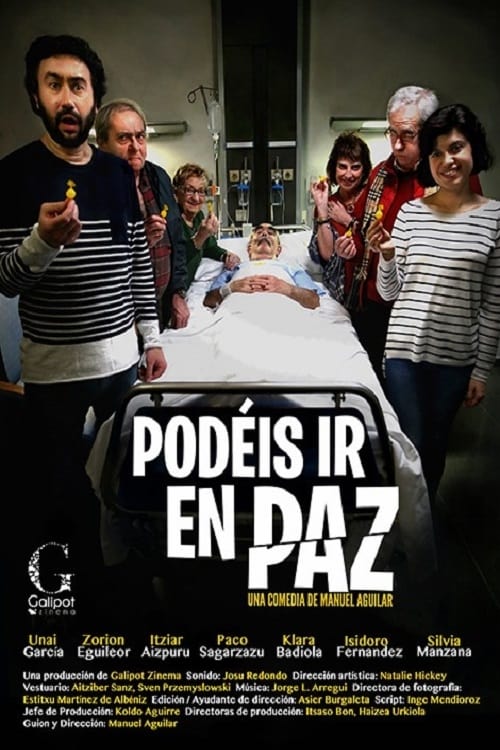 PODÉIS IR
EN PAZ
UNA COMEDIA DE MANUEL AGUILAR
G
Galipot
zinema
Unai García
Zorion Eguileor
Itziar Aizpuru
Paco Sagarzazu
Klara Badiola
Isidoro Fernandez
Silvia Manzana
Una producción de Galipot Zinema Sonido: Josu Redondo Dirección artística: Natalie Hickey
Vestuario: Aitziber Sanz, Sven Przemyslowski Música: Jorge L. Arregui Directora de fotografía:
Estitxu Martinez de Albéniz Edición / Ayudante de dirección: Asier Burgaleta Script: Inge Mendioroz
Jefe de Producción: Koldo Aguirre Directoras de producción: Itsaso Bon, Haizea Urkiola
Guion y Dirección: Manuel Aguilar